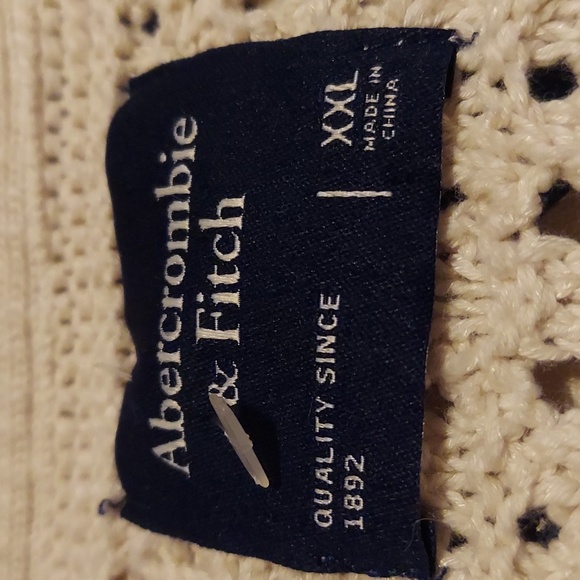 Abercrombie
& Fitch
QUALITY SINCE
1892
XXL
MADE IN
CHINA